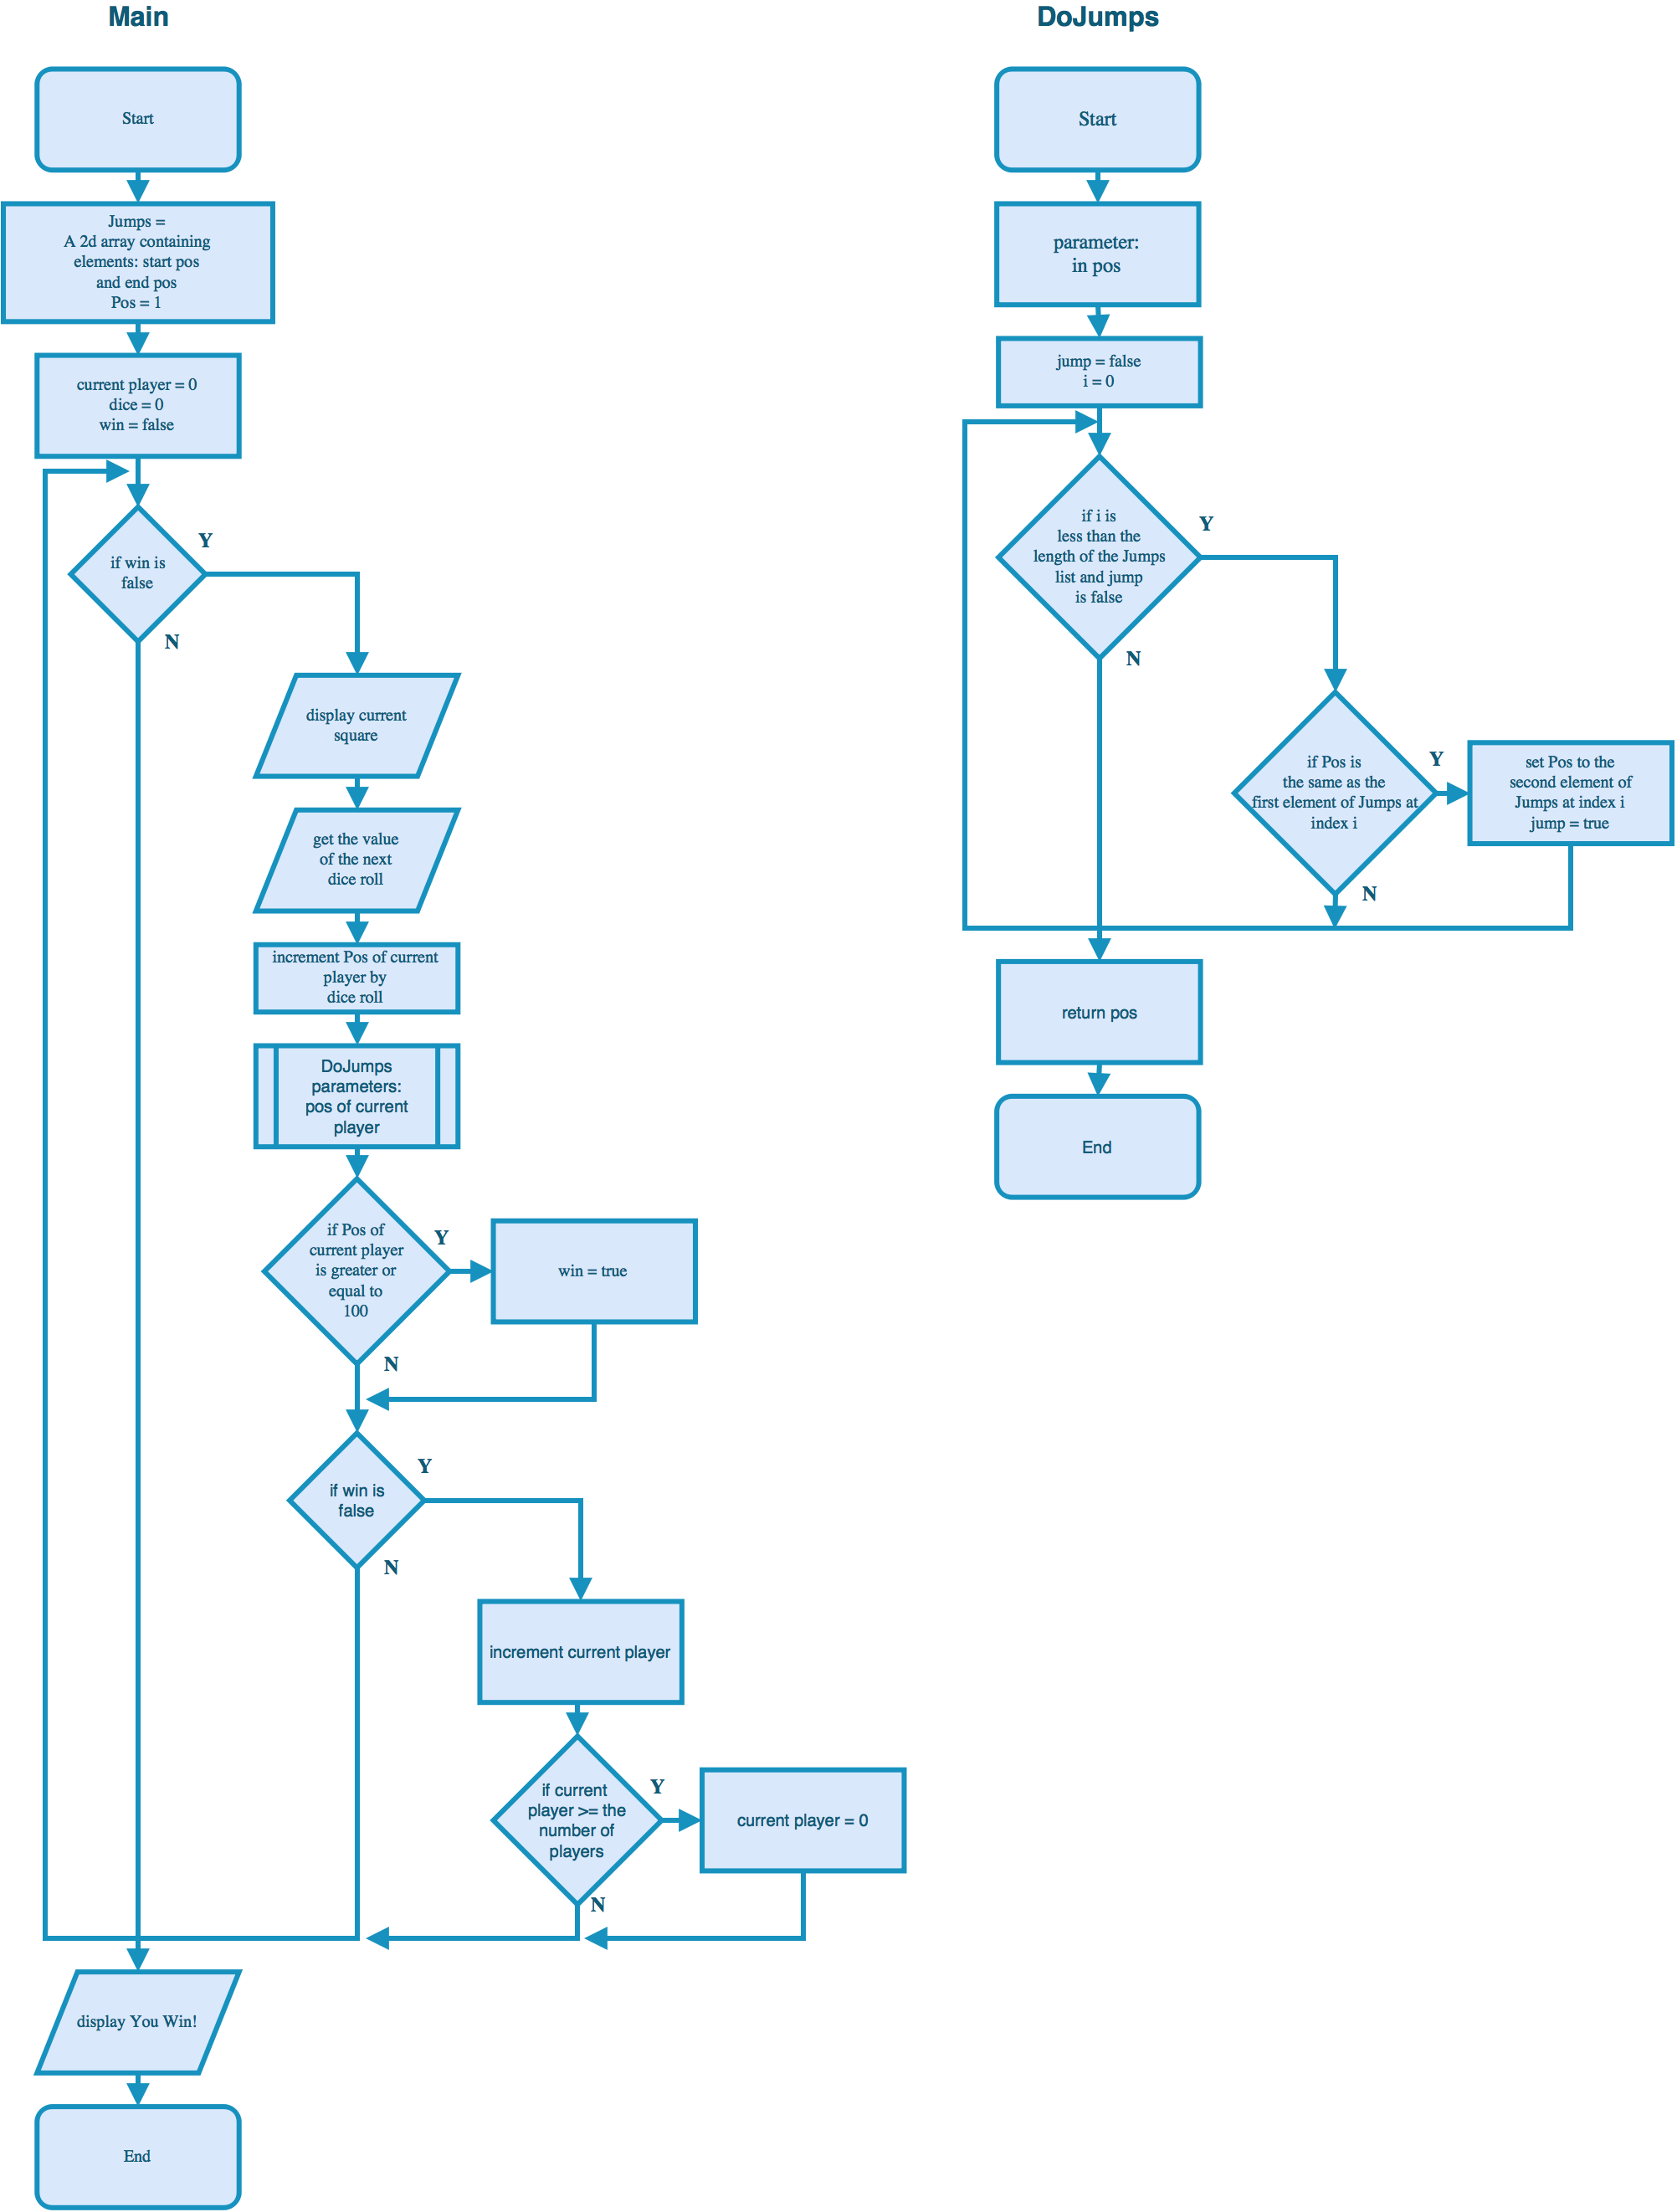 Main
Start
Jumps =
A 2d array containing
elements: start pos
and end pos
Pos = 1
current player = 0
dice = 0
win = false
if win is
false
Y
N
display current
square
get the value
of the next
dice roll
increment Pos of current
player by
dice roll
DoJumps
parameters:
pos of current
player
if Pos of
current player
is greater or
equal to
100
Y
win = true
N
if win is
false
Y
N
increment current player
if current
player >= the
number of
players
Y
current player = 0
N
display You Win!
End
DoJumps
Start
parameter:
in pos
jump = false
i = 0
if i is
less than the
length of the Jumps
list and jump
is false
Y
N
if Pos is
the same as the
first element of Jumps at
index i
Y
set Pos to the
second element of
Jumps at index i
jump = true
N
return pos
End